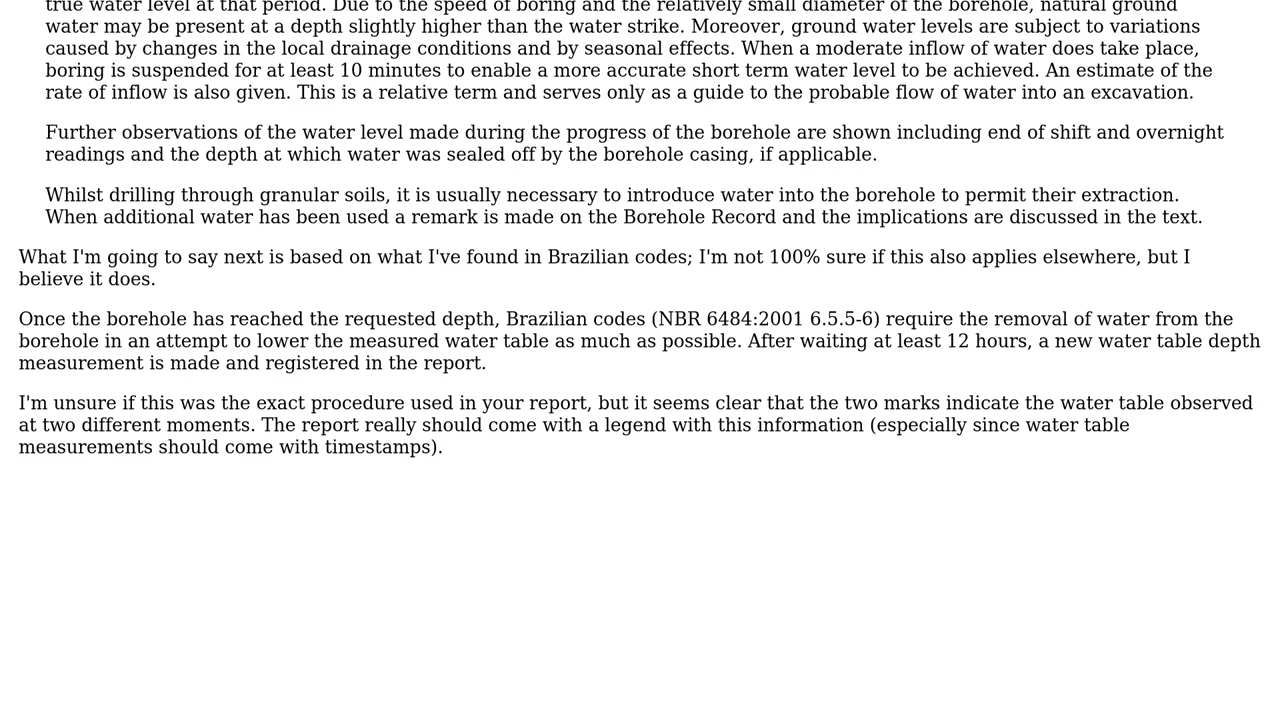 true water level at that period. Due to the speed of boring and the relatively small diameter of the borehole, natural ground
water may be present at a depth slightly higher than the water strike. Moreover, ground water levels are subject to variations
caused by changes in the local drainage conditions and by seasonal effects. When a moderate inflow of water does take place,
boring is suspended for at least 10 minutes to enable a more accurate short term water level to be achieved. An estimate of the
rate of inflow is also given. This is a relative term and serves only as a guide to the probable flow of water into an excavation.
Further observations of the water level made during the progress of the borehole are shown including end of shift and overnight
readings and the depth at which water was sealed off by the borehole casing, if applicable.
Whilst drilling through granular soils, it is usually necessary to introduce water into the borehole to permit their extraction.
When additional water has been used a remark is made on the Borehole Record and the implications are discussed in the text.
What I'm going to say next is based on what I've found in Brazilian codes; I'm not 100% sure if this also applies elsewhere, but I
believe it does.
Once the borehole has reached the requested depth, Brazilian codes (NBR 6484:2001 6.5.5-6) require the removal of water from the
borehole in an attempt to lower the measured water table as much as possible. After waiting at least 12 hours, a new water table depth
measurement is made and registered in the report.
I'm unsure if this was the exact procedure used in your report, but it seems clear that the two marks indicate the water table observed
at two different moments. The report really should come with a legend with this information (especially since water table
measurements should come with timestamps).